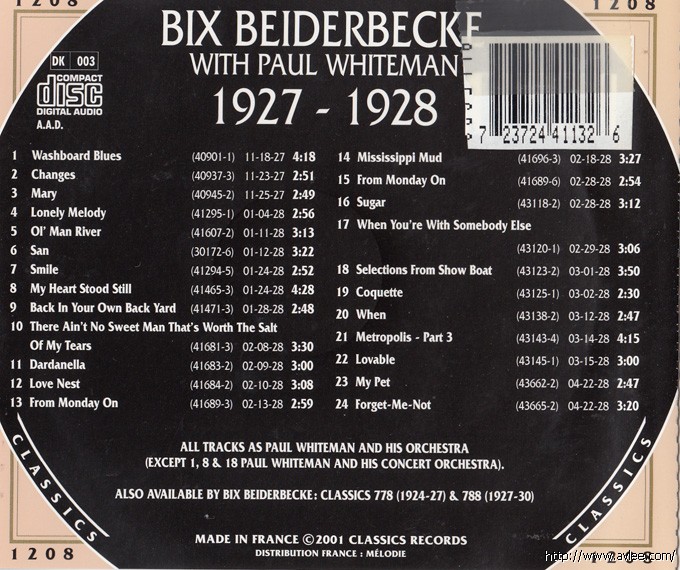 1208
1208
BIX BEIDERBECKE
WITH PAUL WHITEMAN
1927 - 1928
DK 003
COMPACT
disc
DIGITAL AUDIO
A.A.D.
7 23724 41132 6
1 Washboard Blues (40901-1) 11-18-27 4:18
2 Changes (40937-3) 11-23-27 2:51
3 Mary (40945-2) 11-25-27 2:49
4 Lonely Melody (41295-1) 01-04-28 2:56
5 Ol' Man River (41607-2) 01-11-28 3:13
6 San (30172-6) 01-12-28 3:22
7 Smile (41294-5) 01-24-28 2:52
8 My Heart Stood Still (41465-3) 01-24-28 4:28
9 Back In Your Own Back Yard (41471-3) 01-28-28 2:48
10 There Ain't No Sweet Man That's Worth The Salt
Of My Tears (41681-3) 02-08-28 3:30
11 Dardanella (41683-2) 02-09-28 3:00
12 Love Nest (41684-2) 02-10-28 3:08
13 From Monday On (41689-3) 02-13-28 2:59
14 Mississippi Mud (41696-3) 02-18-28 3:27
15 From Monday On (41689-6) 02-28-28 2:54
16 Sugar (43118-2) 02-28-28 3:12
17 When You're With Somebody Else
(43120-1) 02-29-28 3:06
18 Selections From Show Boat (43123-2) 03-01-28 3:50
19 Coquette (43125-1) 03-02-28 2:30
20 When (43138-2) 03-12-28 2:47
21 Metropolis - Part 3 (43143-4) 03-14-28 4:15
22 Lovable (43145-1) 03-15-28 3:00
23 My Pet (43662-2) 04-22-28 2:47
24 Forget-Me-Not (43665-2) 04-22-28 3:20
ALL TRACKS AS PAUL WHITEMAN AND HIS ORCHESTRA
(EXCEPT 1, 8 & 18 PAUL WHITEMAN AND HIS CONCERT ORCHESTRA).
ALSO AVAILABLE BY BIX BEIDERBECKE: CLASSICS 778 (1924-27) & 788 (1927-30)
CLASSICS
CLASSICS
MADE IN FRANCE ©2001 CLASSICS RECORDS
DISTRIBUTION FRANCE : MÉLODIE
1208
1208
http://www.avlee.com/